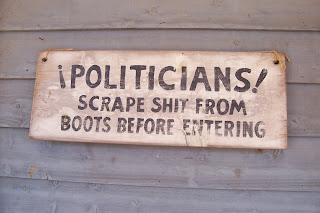 ¡POLITICIANS!
SCRAPE SHIT FROM
BOOTS BEFORE ENTERING